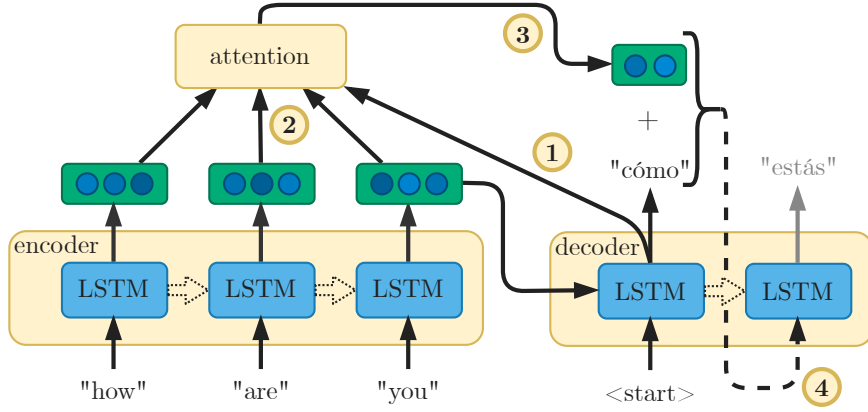 3
attention
2
1
+
"cómo"
"estás"
encoder
decoder
LSTM
LSTM
LSTM
LSTM
LSTM
"how"
"are"
"you"
<start>
4